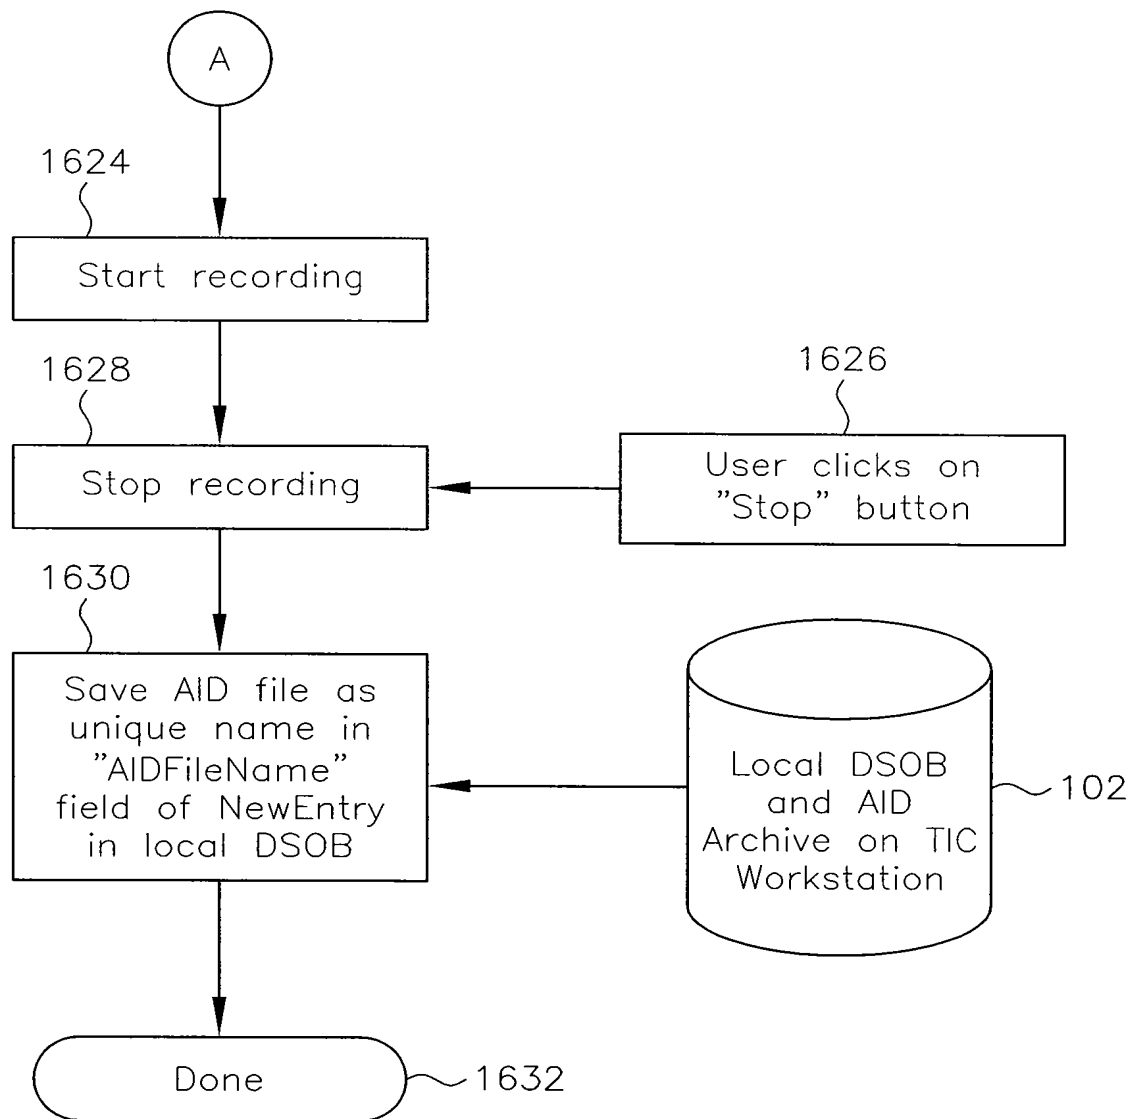 A
1624
Start recording
1628
Stop recording
1626
User clicks on
"Stop" button
1630
Save AID file as
unique name in
"AIDFileName"
field of NewEntry
in local DSOB
Local DSOB
and AID
Archive on TIC
Workstation
102
Done
1632